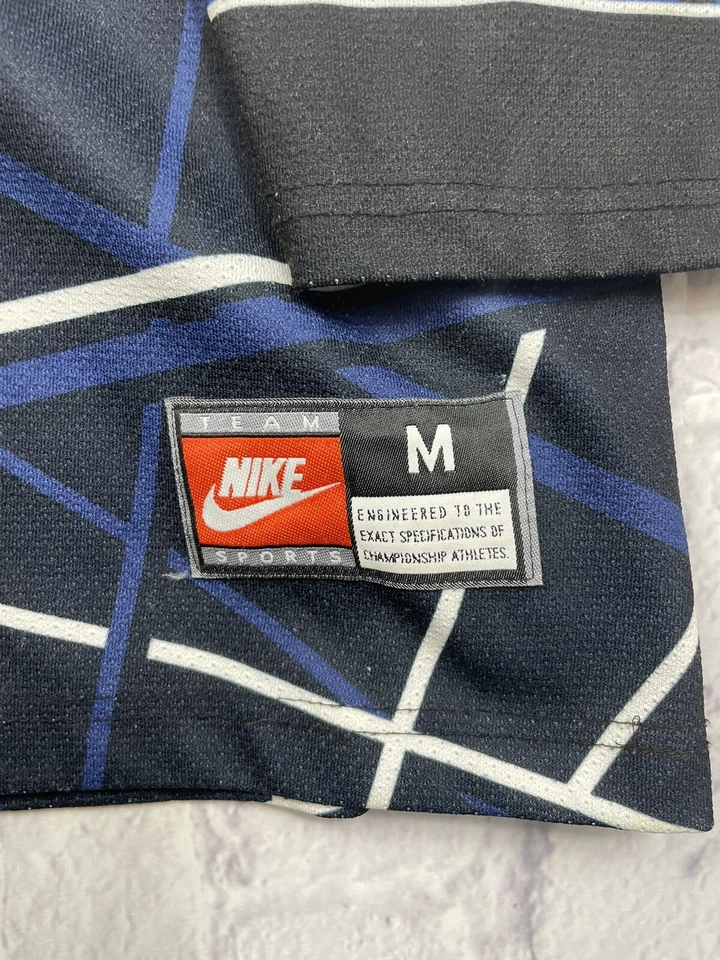 TEAM
NIKE
SPORTS
M
ENGINEERED TO THE
EXACT SPECIFICATIONS OF
CHAMPIONSHIP ATHLETES.